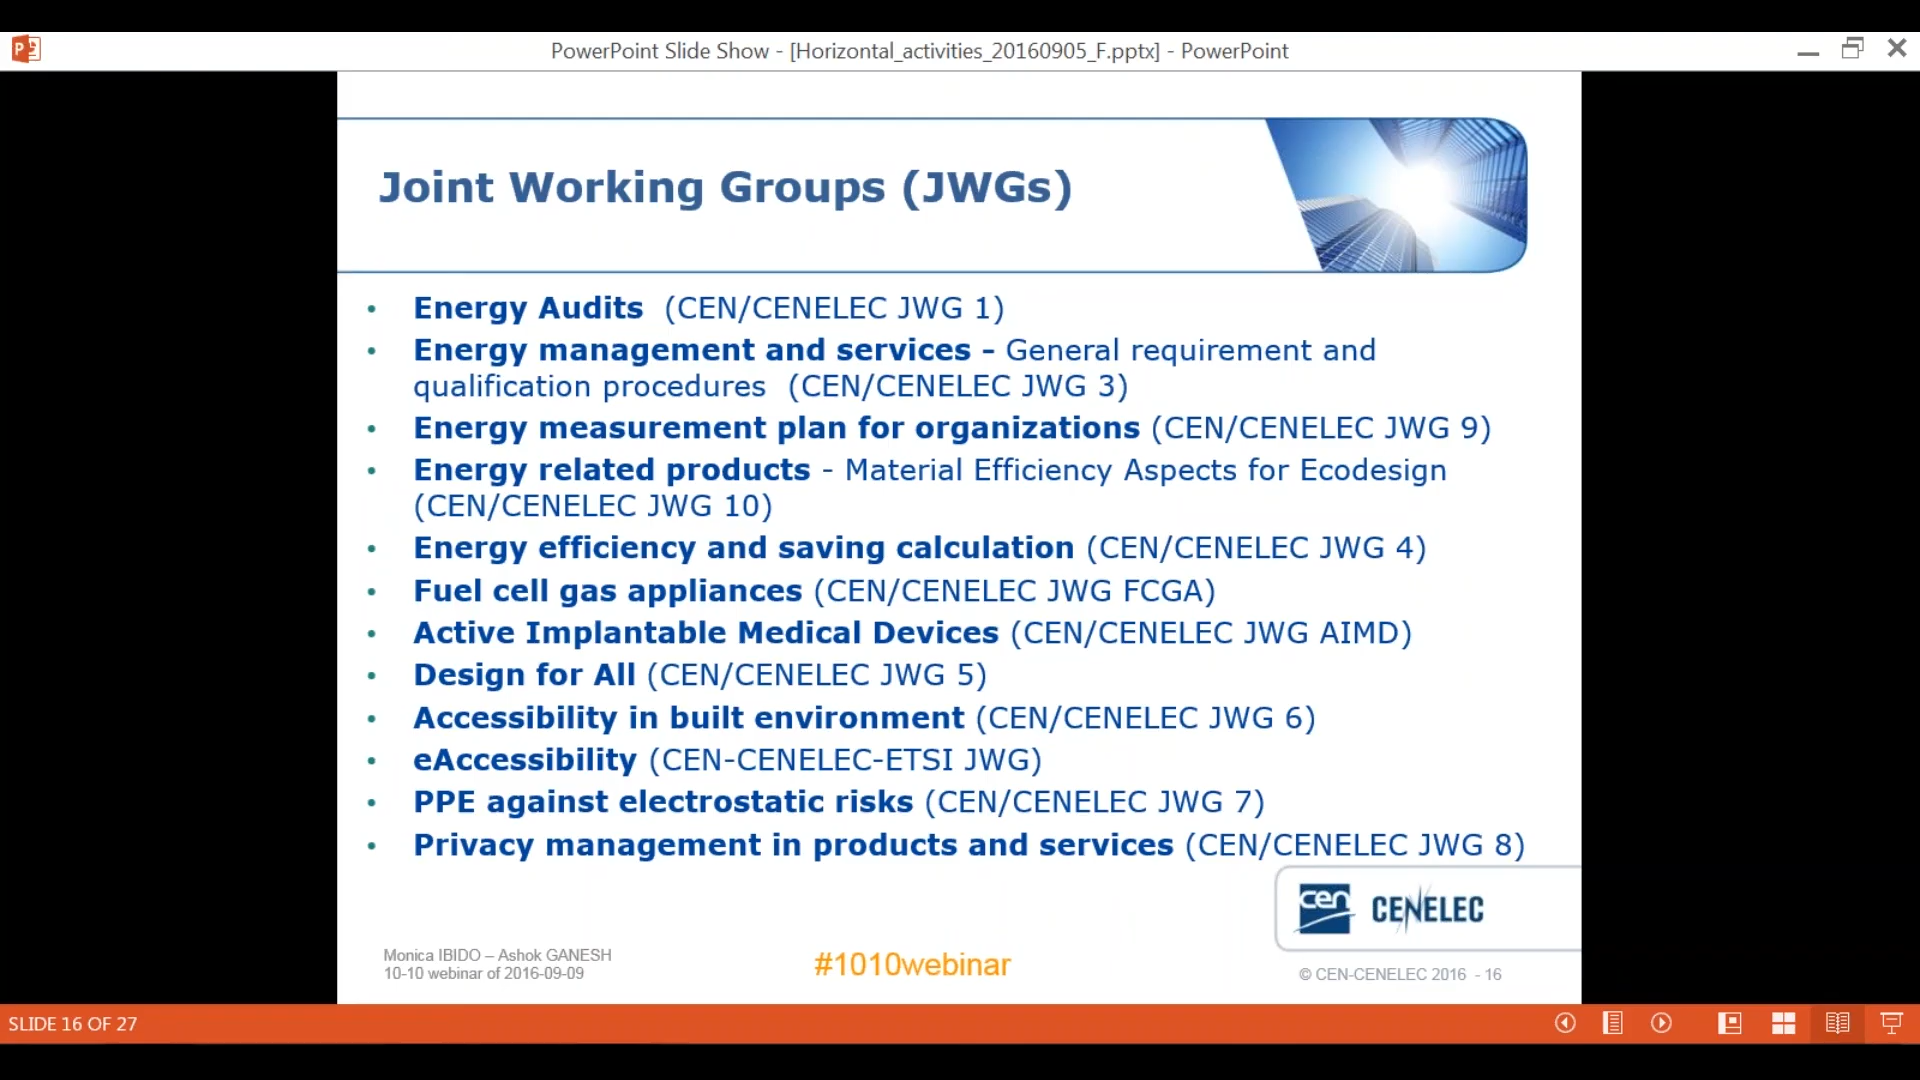 PowerPoint Slide Show - [Horizontal_activities_20160905_F.pptx] - PowerPoint
Joint Working Groups (JWGs)
• Energy Audits (CEN/CENELEC JWG 1)
• Energy management and services - General requirement and
qualification procedures (CEN/CENELEC JWG 3)
• Energy measurement plan for organizations (CEN/CENELEC JWG 9)
• Energy related products - Material Efficiency Aspects for Ecodesign
(CEN/CENELEC JWG 10)
• Energy efficiency and saving calculation (CEN/CENELEC JWG 4)
• Fuel cell gas appliances (CEN/CENELEC JWG FCGA)
• Active Implantable Medical Devices (CEN/CENELEC JWG AIMD)
• Design for All (CEN/CENELEC JWG 5)
• Accessibility in built environment (CEN/CENELEC JWG 6)
• eAccessibility (CEN-CENELEC-ETSI JWG)
• PPE against electrostatic risks (CEN/CENELEC JWG 7)
• Privacy management in products and services (CEN/CENELEC JWG 8)
cen CENELEC
Monica IBIDO – Ashok GANESH
10-10 webinar of 2016-09-09
#1010webinar
© CEN-CENELEC 2016 - 16
SLIDE 16 OF 27